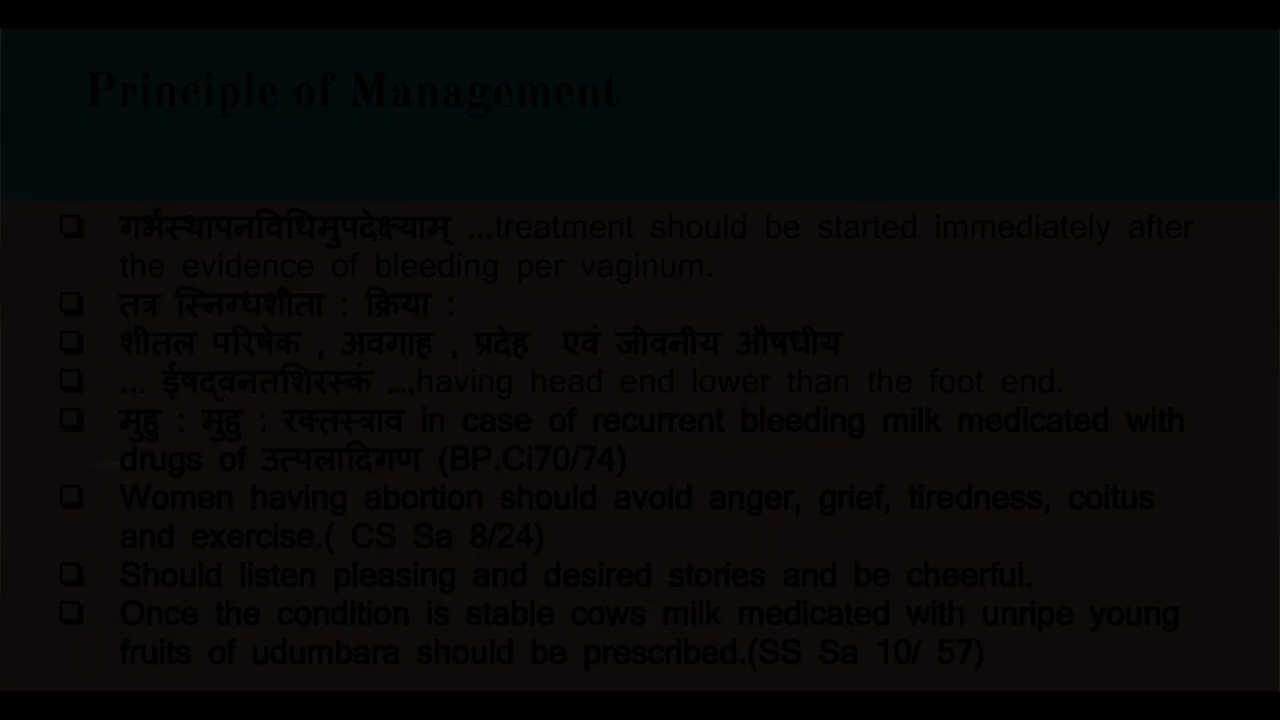 Principle of Management
गर्भस्थापनविधिमुपदेक्ष्याम् ...treatment should be started immediately after
the evidence of bleeding per vaginum.
तत्र स्निग्धशीता : क्रिया :
शीतल परिषेक , अवगाह , प्रदेह एवं जीवनीय औषधीय
... ईषद्वनतशिरस्कं ....having head end lower than the foot end.
मुहु : मुहु : रक्तस्त्राव in case of recurrent bleeding milk medicated with
drugs of उत्पलादिगण (BP.Ci70/74)
Women having abortion should avoid anger, grief, tiredness, coitus
and exercise.( CS Sa 8/24)
Should listen pleasing and desired stories and be cheerful.
Once the condition is stable cows milk medicated with unripe young
fruits of udumbara should be prescribed.(SS Sa 10/ 57)